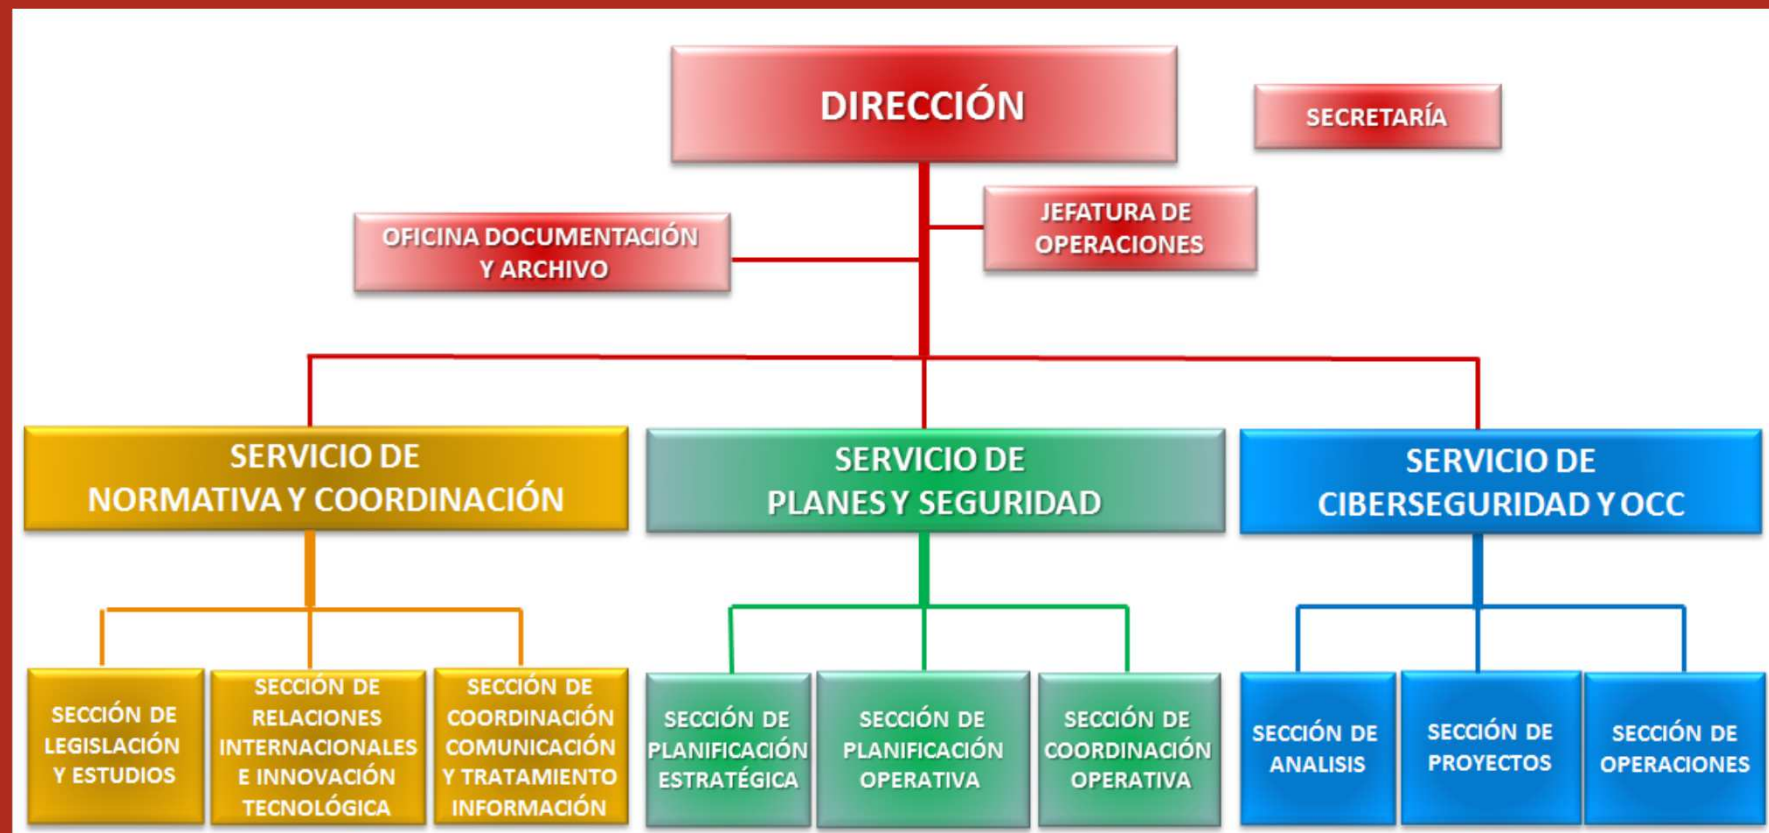 DIRECCIÓN
SECRETARÍA
JEFATURA DE
OPERACIONES
OFICINA DOCUMENTACIÓN
Y ARCHIVO
SERVICIO DE
NORMATIVA Y COORDINACIÓN
SERVICIO DE
PLANES Y SEGURIDAD
SERVICIO DE
CIBERSEGURIDAD Y OCC
SECCIÓN DE
LEGISLACIÓN
Y ESTUDIOS
SECCIÓN DE
RELACIONES
INTERNACIONALES
E INNOVACIÓN
TECNOLÓGICA
SECCIÓN DE
COORDINACIÓN
COMUNICACIÓN
Y TRATAMIENTO
INFORMACIÓN
SECCIÓN DE
PLANIFICACIÓN
ESTRATÉGICA
SECCIÓN DE
PLANIFICACIÓN
OPERATIVA
SECCIÓN DE
COORDINACIÓN
OPERATIVA
SECCIÓN DE
ANALISIS
SECCIÓN DE
PROYECTOS
SECCIÓN DE
OPERACIONES